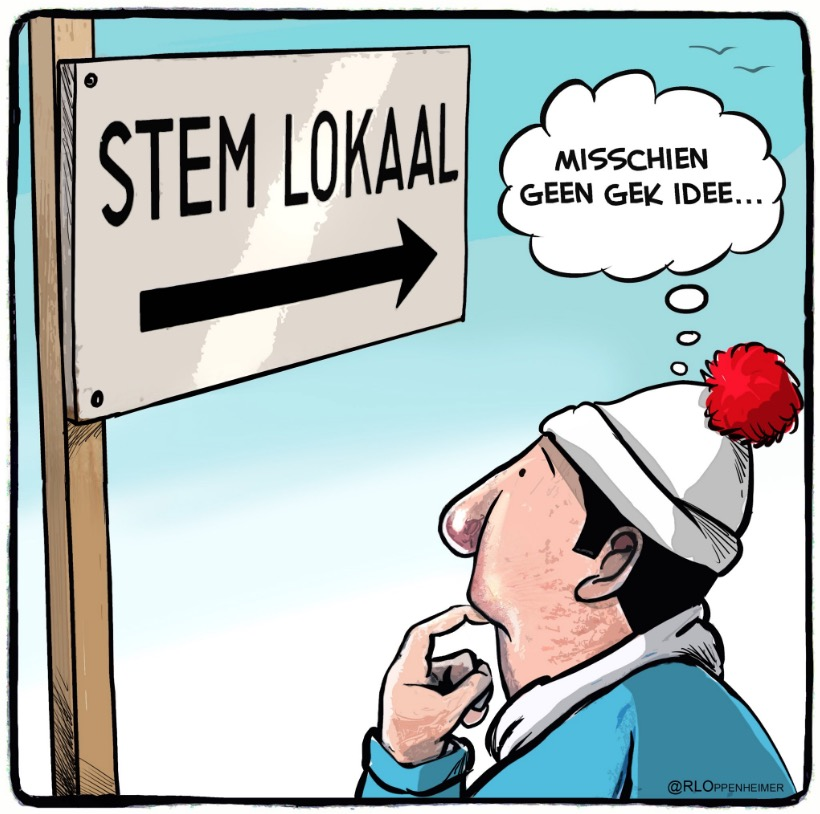 STEM LOKAAL
MISSCHIEN
GEEN GEK IDEE...
@RLOPPENHEIMER